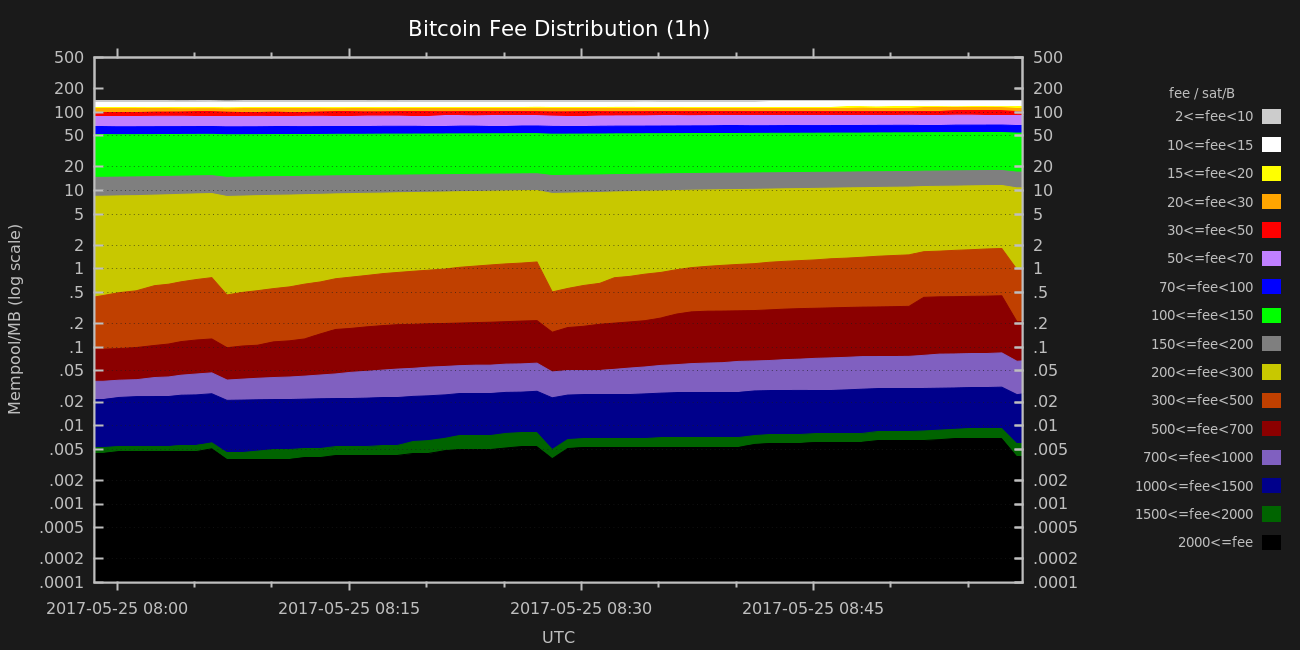 Bitcoin Fee Distribution (1h)
500 500
200 200
100 100
50 50
20 20
10 10
5 5
2 2
1 1
.5 .5
.2 .2
.1 .1
.05 .05
.02 .02
.01 .01
.005 .005
.002 .002
.001 .001
.0005 .0005
.0002 .0002
.0001 .0001
Mempool/MB (log scale)
2017-05-25 08:00 2017-05-25 08:15 2017-05-25 08:30 2017-05-25 08:45
UTC
fee / sat/B
2<=fee<10
10<=fee<15
15<=fee<20
20<=fee<30
30<=fee<50
50<=fee<70
70<=fee<100
100<=fee<150
150<=fee<200
200<=fee<300
300<=fee<500
500<=fee<700
700<=fee<1000
1000<=fee<1500
1500<=fee<2000
2000<=fee